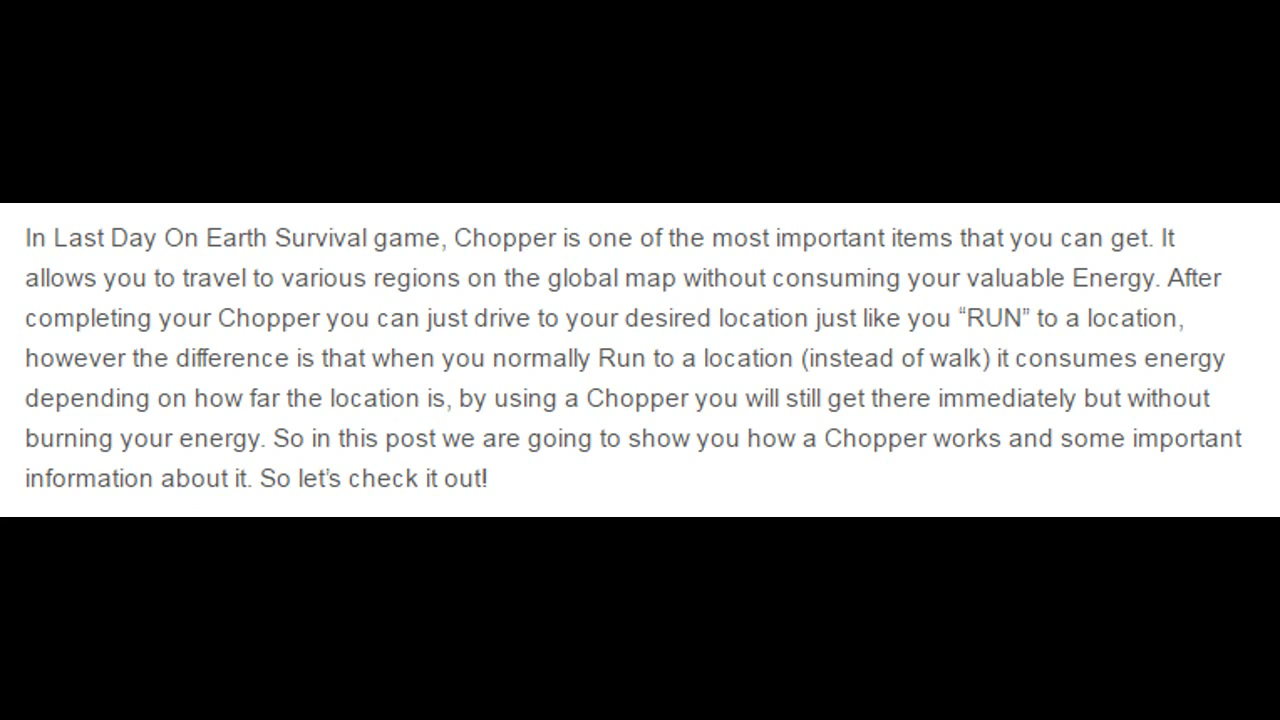 In Last Day On Earth Survival game, Chopper is one of the most important items that you can get. It
allows you to travel to various regions on the global map without consuming your valuable Energy. After
completing your Chopper you can just drive to your desired location just like you “RUN” to a location,
however the difference is that when you normally Run to a location (instead of walk) it consumes energy
depending on how far the location is, by using a Chopper you will still get there immediately but without
burning your energy. So in this post we are going to show you how a Chopper works and some important
information about it. So let’s check it out!